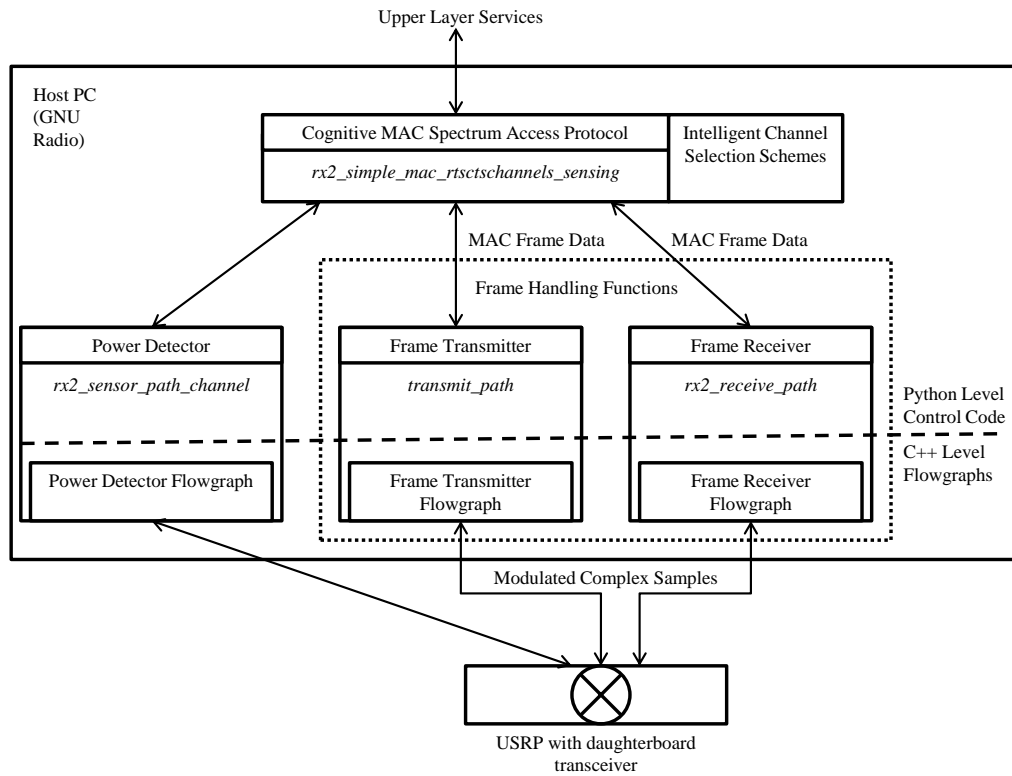 Upper Layer Services
Host PC
(GNU
Radio)
Cognitive MAC Spectrum Access Protocol
rx2_simple_mac_rtsctschannels_sensing
Intelligent Channel
Selection Schemes
MAC Frame Data
MAC Frame Data
Frame Handling Functions
Power Detector
rx2_sensor_path_channel
Frame Transmitter
transmit_path
Frame Receiver
rx2_receive_path
Python Level
Control Code
C++ Level
Flowgraphs
Power Detector Flowgraph
Frame Transmitter
Flowgraph
Frame Receiver
Flowgraph
Modulated Complex Samples
USRP with daughterboard
transceiver